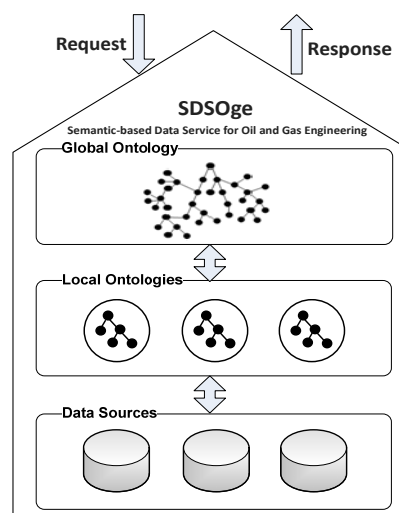 Request
Response
SDSOge
Semantic-based Data Service for Oil and Gas Engineering
Global Ontology
Local Ontologies
Data Sources